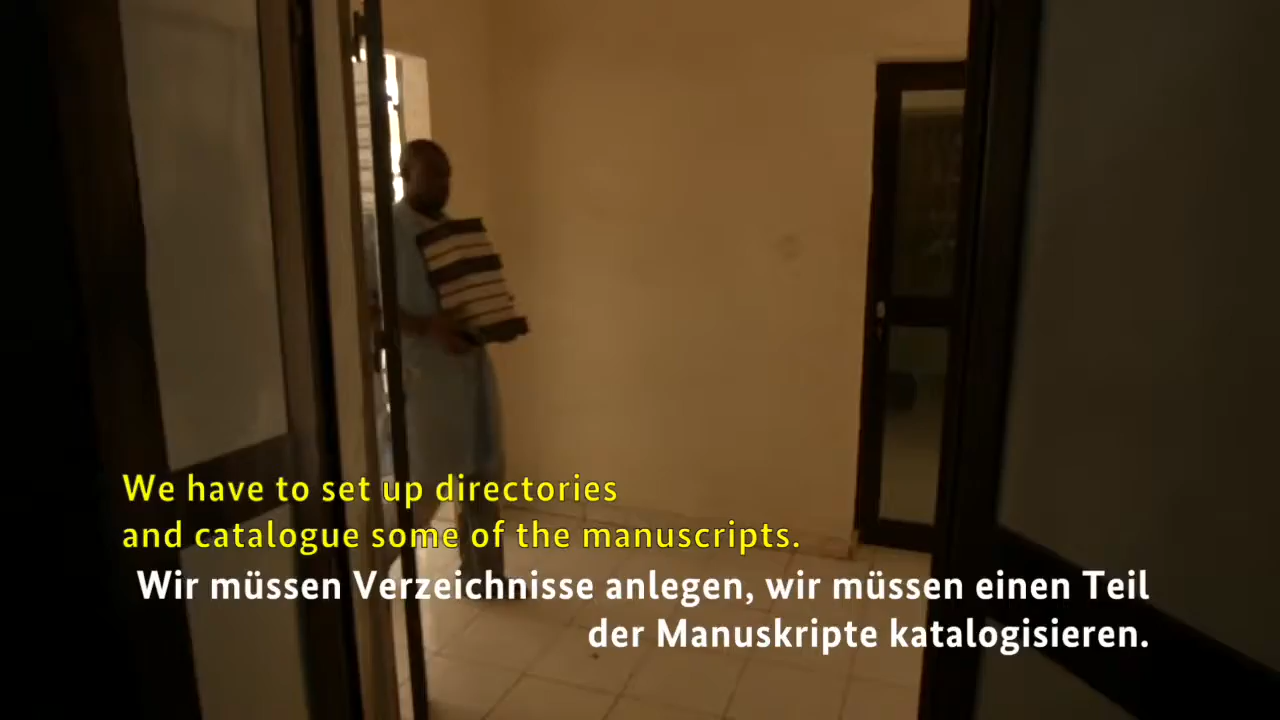 We have to set up directories
and catalogue some of the manuscripts.
Wir müssen Verzeichnisse anlegen, wir müssen einen Teil
der Manuskripte katalogisieren.